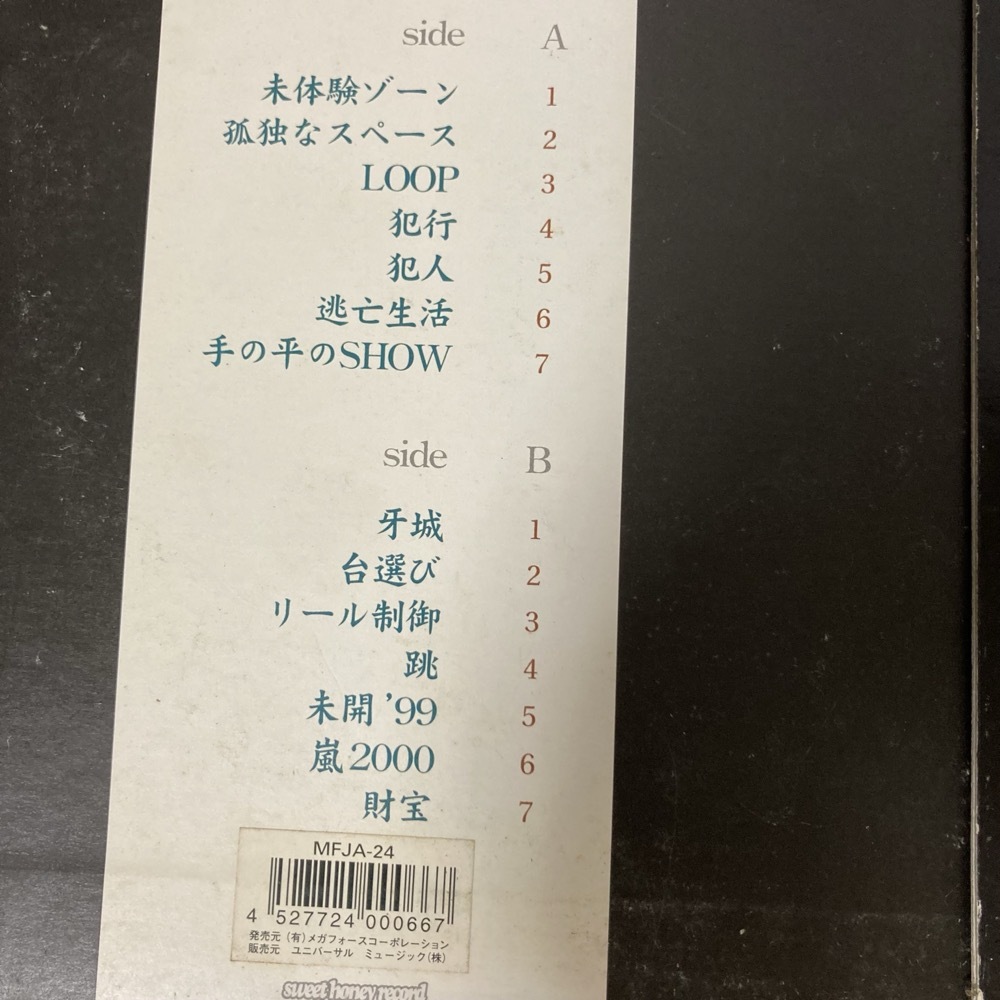 side A
未体験ゾーン 1
孤独なスペース 2
LOOP 3
犯行 4
犯人 5
逃亡生活 6
手の平のSHOW 7
side B
牙城 1
台選び 2
リール制御 3
跳 4
未開 '99 5
嵐2000 6
財宝 7
MFJA-24
4 527724 000667
発売元 (有)メガフォースコーポレーション
販売元 ユニバーサル ミュージック(株)
sweet honey record